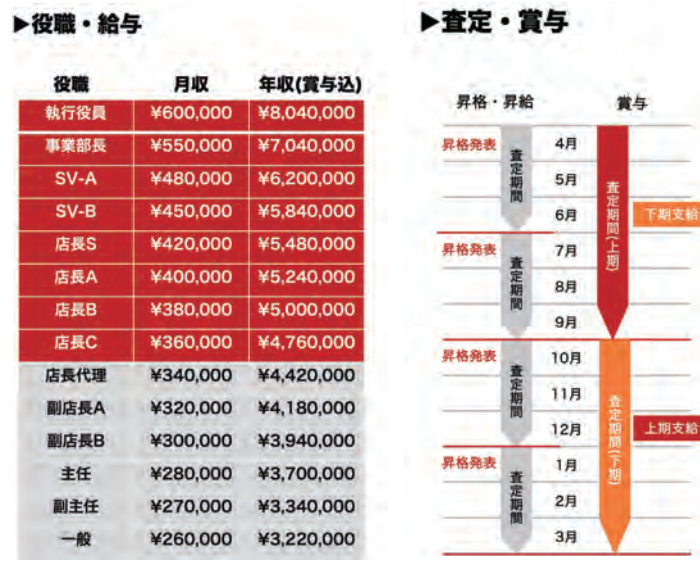 ▶役職・給与
役職 月収 年収(賞与込)
執行役員 ¥600,000 ¥8,040,000
事業部長 ¥550,000 ¥7,040,000
SV-A ¥480,000 ¥6,200,000
SV-B ¥450,000 ¥5,840,000
店長S ¥420,000 ¥5,480,000
店長A ¥400,000 ¥5,240,000
店長B ¥380,000 ¥5,000,000
店長C ¥360,000 ¥4,760,000
店長代理 ¥340,000 ¥4,420,000
副店長A ¥320,000 ¥4,180,000
副店長B ¥300,000 ¥3,940,000
主任 ¥280,000 ¥3,700,000
副主任 ¥270,000 ¥3,340,000
一般 ¥260,000 ¥3,220,000
▶査定・賞与
昇格・昇給 賞与
昇格発表
査定期間
4月
5月
6月
査定期間(上期)
下期支給
昇格発表
査定期間
7月
8月
9月
昇格発表
査定期間
10月
11月
12月
査定期間(下期)
上期支給
昇格発表
査定期間
1月
2月
3月